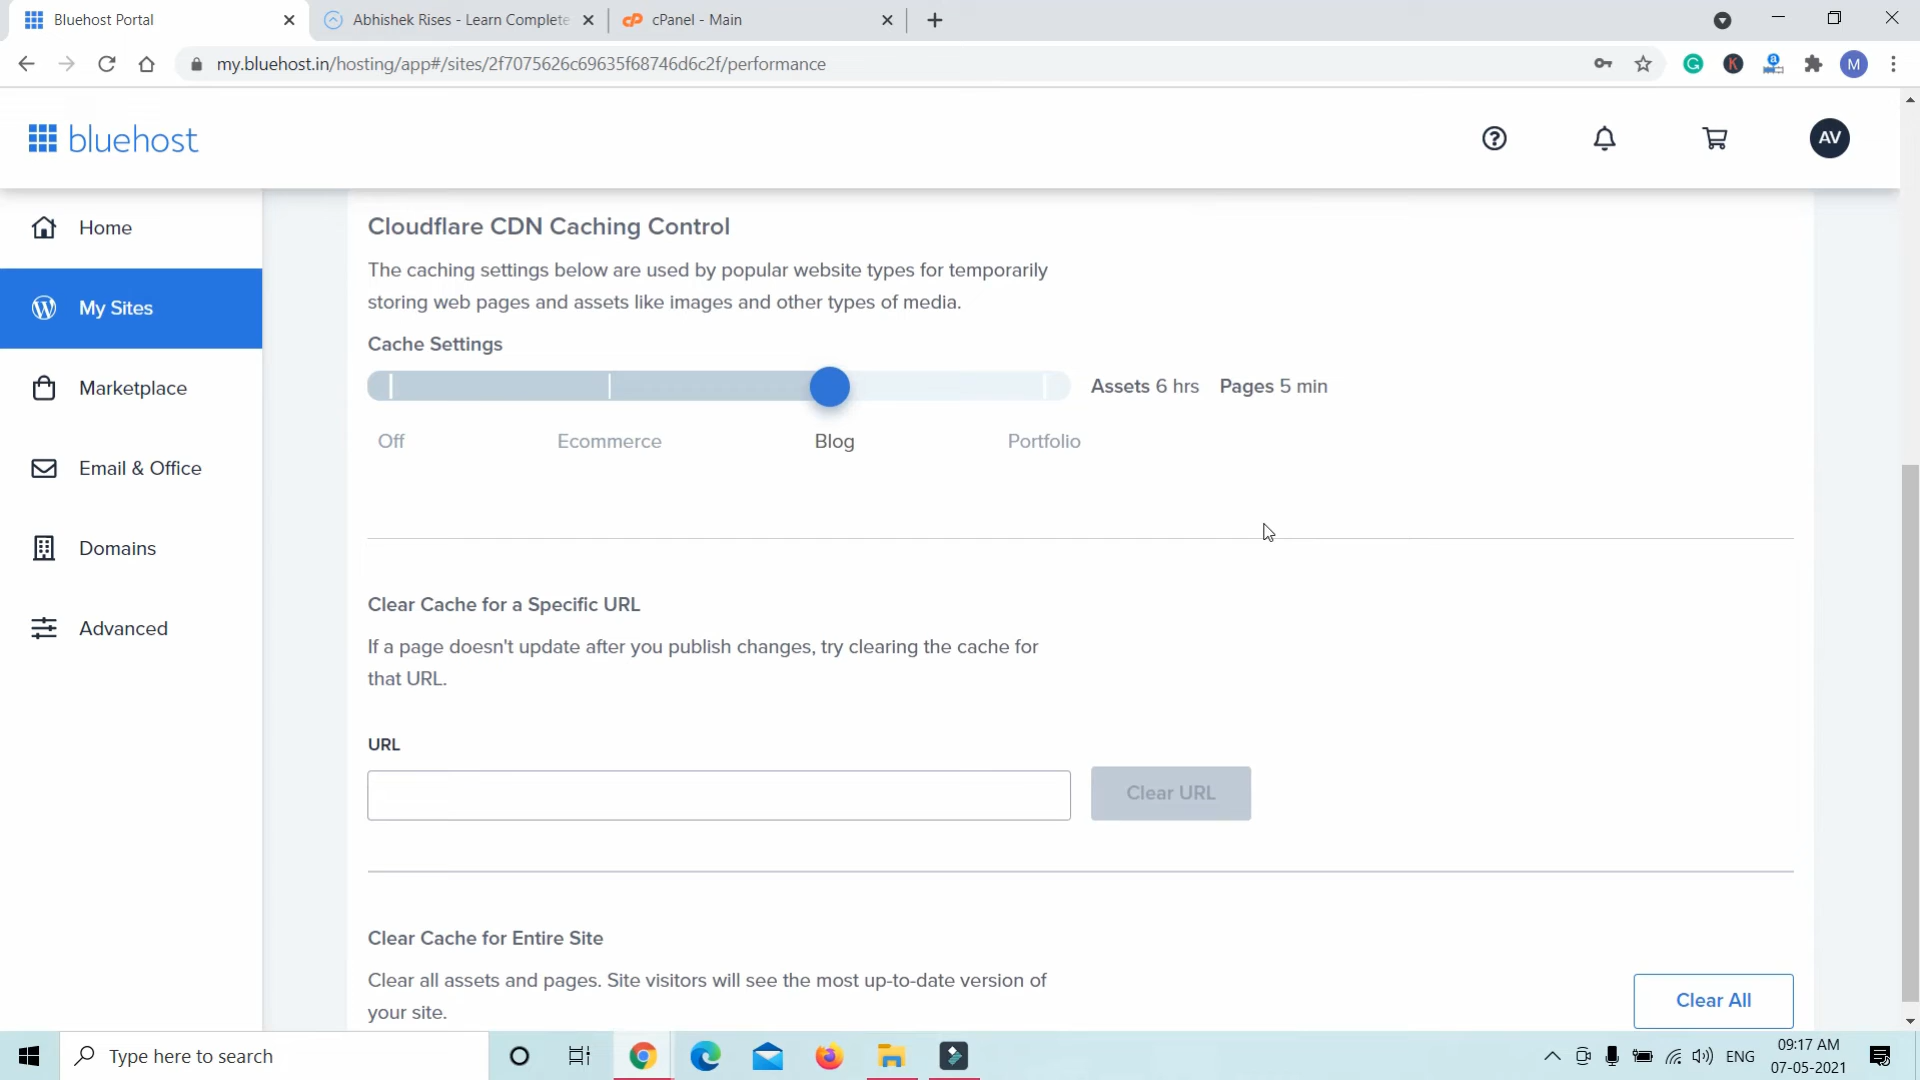 Bluehost Portal
Abhishek Rises - Learn Complete
cPanel - Main
my.bluehost.in/hosting/app#/sites/2f7075626c69635f68746d6c2f/performance
M
bluehost
AV
Home
My Sites
Marketplace
Email & Office
Domains
Advanced
Cloudflare CDN Caching Control
The caching settings below are used by popular website types for temporarily
storing web pages and assets like images and other types of media.
Cache Settings
Assets 6 hrs Pages 5 min
Off Ecommerce Blog Portfolio
Clear Cache for a Specific URL
If a page doesn't update after you publish changes, try clearing the cache for
that URL.
URL
Clear URL
Clear Cache for Entire Site
Clear all assets and pages. Site visitors will see the most up-to-date version of
your site.
Clear All
Type here to search
ENG
09:17 AM
07-05-2021